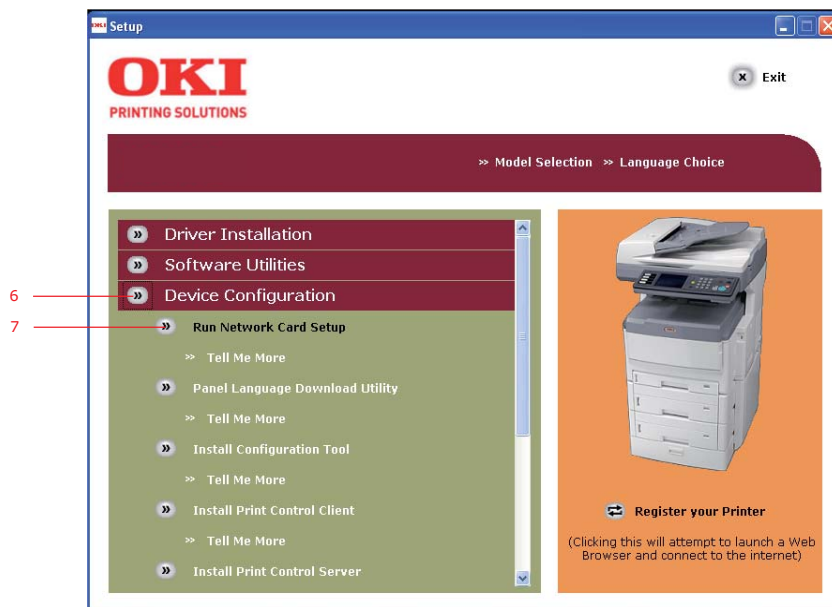 OKI Setup
OKI
PRINTING SOLUTIONS
x Exit
» Model Selection » Language Choice
» Driver Installation
» Software Utilities
6 » Device Configuration
7 » Run Network Card Setup
» Tell Me More
» Panel Language Download Utility
» Tell Me More
» Install Configuration Tool
» Tell Me More
» Install Print Control Client
» Tell Me More
» Install Print Control Server
Register your Printer
(Clicking this will attempt to launch a Web
Browser and connect to the internet)